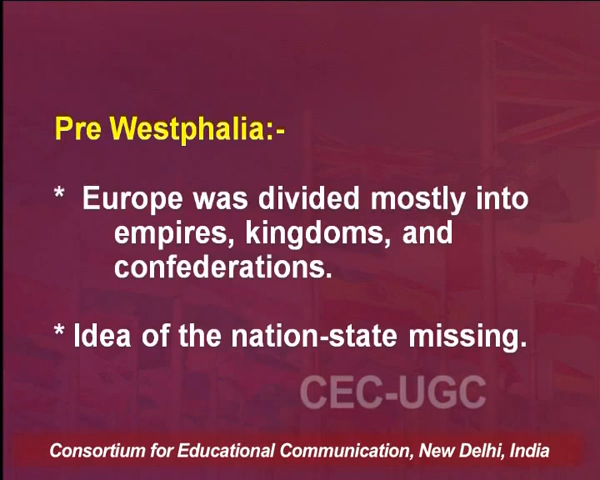 Pre Westphalia:-
* Europe was divided mostly into
empires, kingdoms, and
confederations.
* Idea of the nation-state missing.
CEC-UGC
Consortium for Educational Communication, New Delhi, India